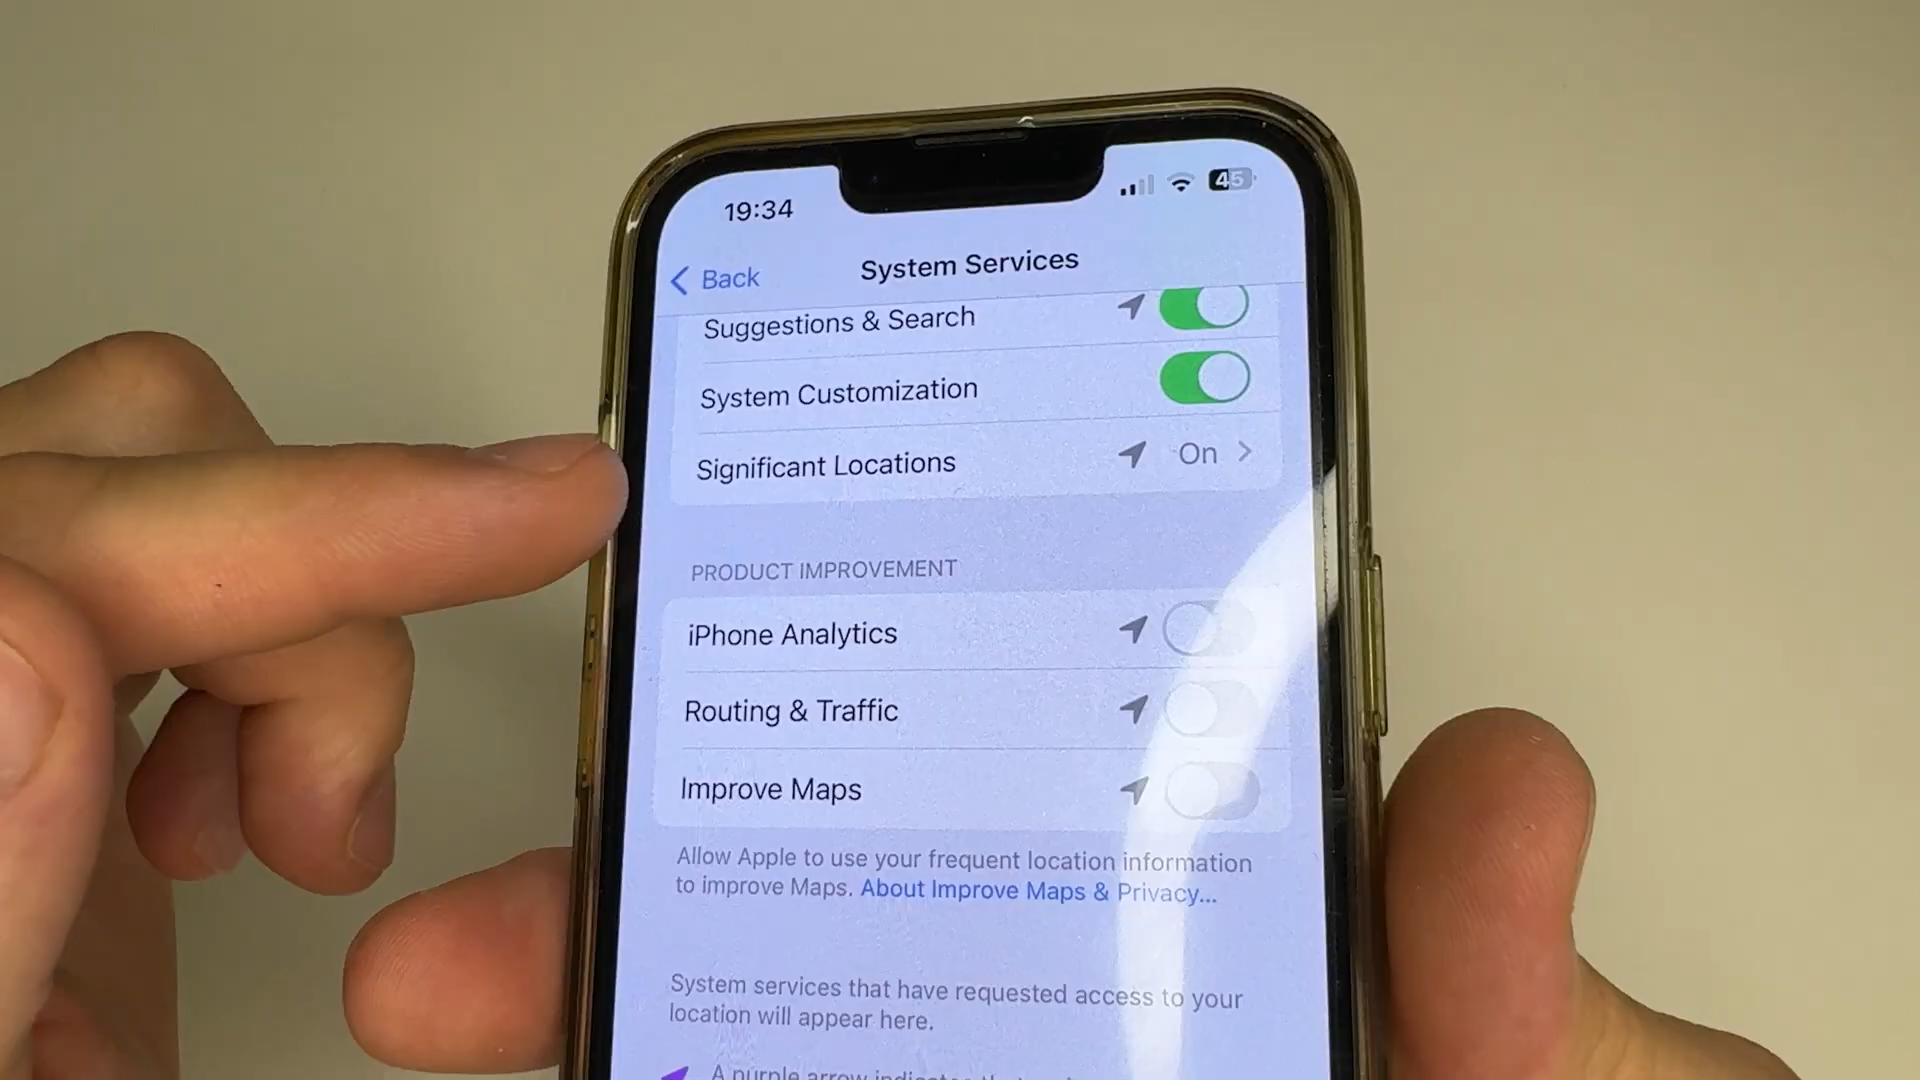 19:34
45
Back
System Services
Suggestions & Search
System Customization
Significant Locations
On
PRODUCT IMPROVEMENT
iPhone Analytics
Routing & Traffic
Improve Maps
Allow Apple to use your frequent location information
to improve Maps. About Improve Maps & Privacy...
System services that have requested access to your
location will appear here.
A purple arrow indicates that